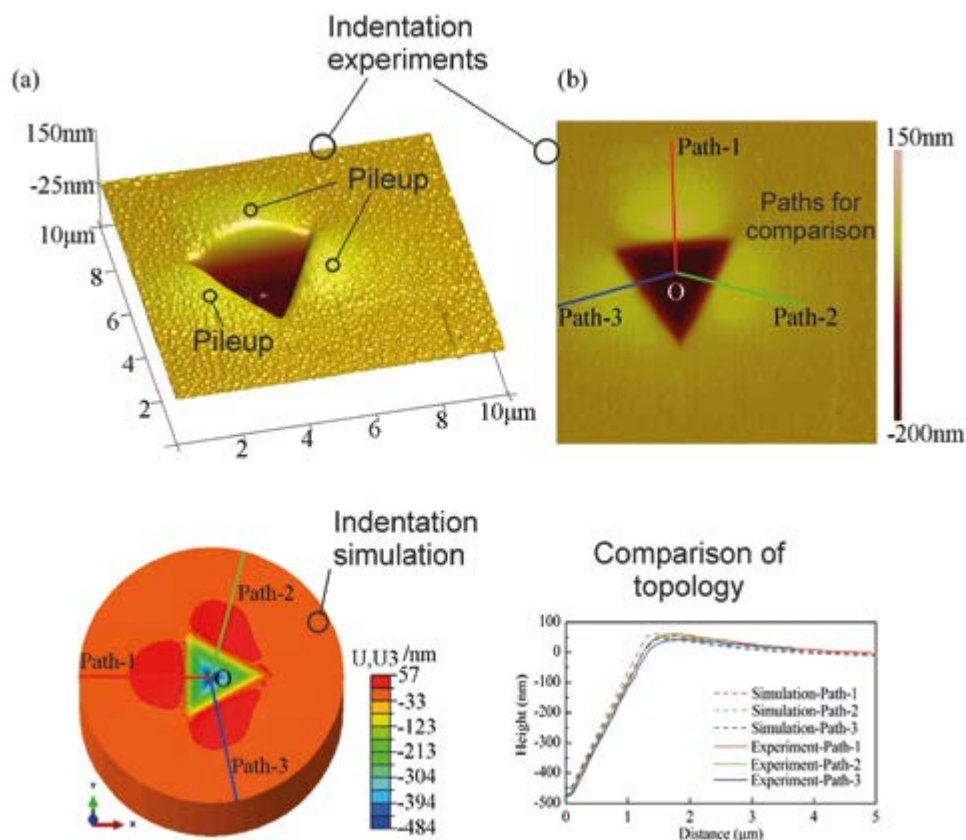 Indentation
experiments
(a)
(b)
150nm
-25nm
10μm
8
6
4
2
2
4
6
8
10μm
Pileup
Pileup
Path-1
Paths for
comparison
O
Path-3
Path-2
150nm
-200nm
Indentation
simulation
Path-2
Path-1
O
Path-3
U,U3 /nm
57
-33
-123
-213
-304
-394
-484
Y
X
Comparison of
topology
Height (nm)
100
0
-100
-200
-300
-400
-500
Simulation-Path-1
Simulation-Path-2
Simulation-Path-3
Experiment-Path-1
Experiment-Path-2
Experiment-Path-3
0
1
2
3
4
5
Distance (μm)